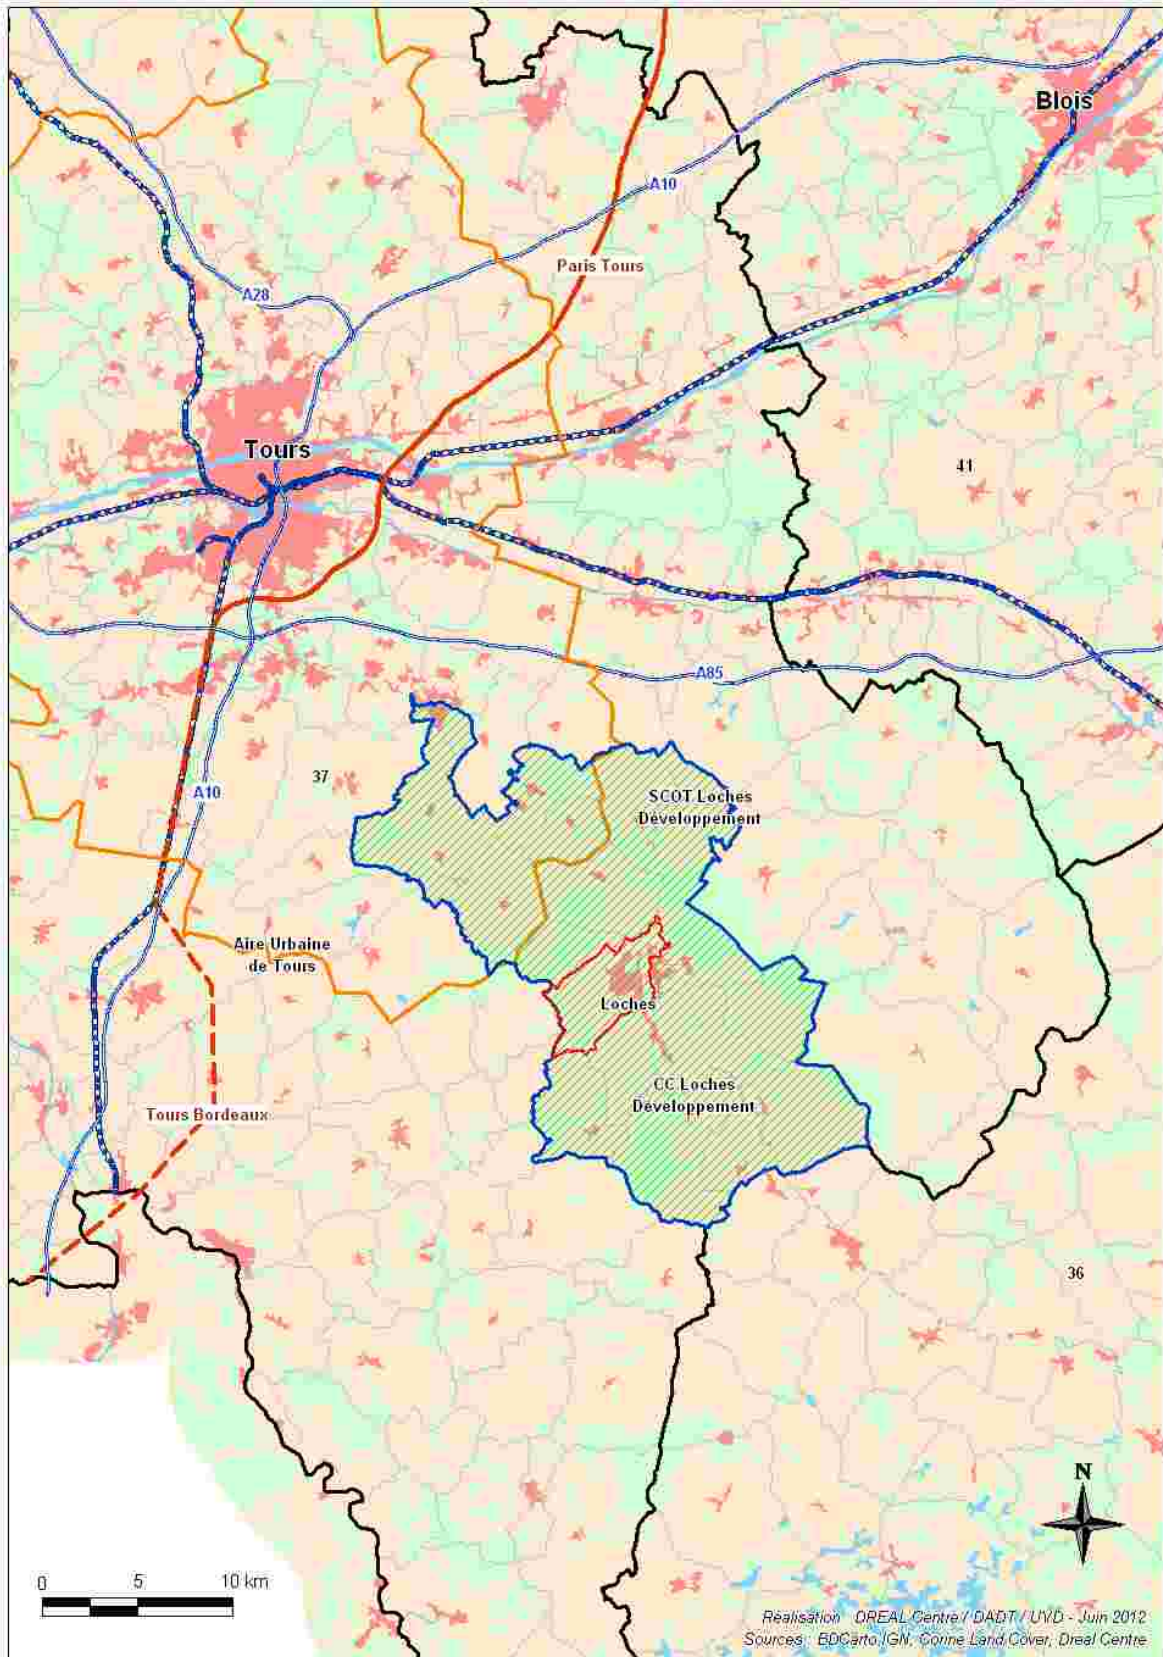 Blois
A10
Paris Tours
A28
Tours
41
A85
37
A10
SCOT Loches
Développement
Aire Urbaine
de Tours
Loches
CC Loches
Développement
Tours Bordeaux
36
N
0 5 10 km
Réalisation : DREAL Centre / DADT / UVD - Juin 2012
Sources : BDCarto IGN, Corine Land Cover, Dreal Centre